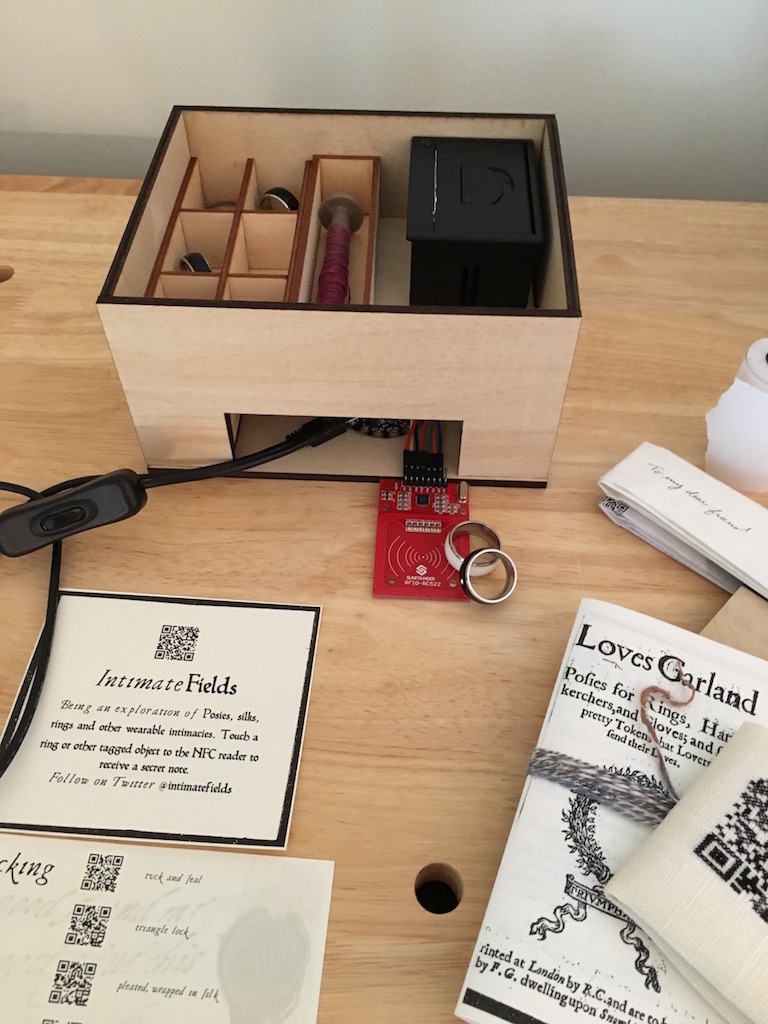 SUNFOUNDER
RFID-RC522
To my dear friend
Intimate Fields
Being an exploration of Posies, silks,
rings and other wearable intimacies. Touch a
ring or other tagged object to the NFC reader to
receive a secret note.
Follow on Twitter @intimatefields
cking
tuck and seal
triangle lock
pleated, wrapped in silk
Loves Garland
Posies for Rings, Han
kerchers, and Gloves; and
pretty Tokens that Lovers
send their Loves.
TRIVMPH
rinted at London by R.C. and are to be
by F. G. dwelling upon Snow